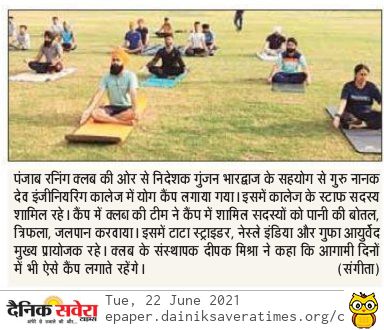 पंजाब रनिंग क्लब की ओर से निदेशक गुंजन भारद्वाज के सहयोग से गुरु नानक
देव इंजीनियरिंग कालेज में योग कैंप लगाया गया। इसमें कालेज के स्टाफ सदस्य
शामिल रहे। कैंप में क्लब की टीम ने कैंप में शामिल सदस्यों को पानी की बोतल,
त्रिफला, जलपान करवाया। इसमें टाटा स्ट्राइडर, नेस्ले इंडिया और गुफा आयुर्वेद
मुख्य प्रायोजक रहे। क्लब के संस्थापक दीपक मिश्रा ने कहा कि आगामी दिनों
में भी ऐसे कैंप लगाते रहेंगे। (संगीता)
दैनिक सवेरा
टाइम्स
Tue, 22 June 2021
epaper.dainiksaveratimes.org/c